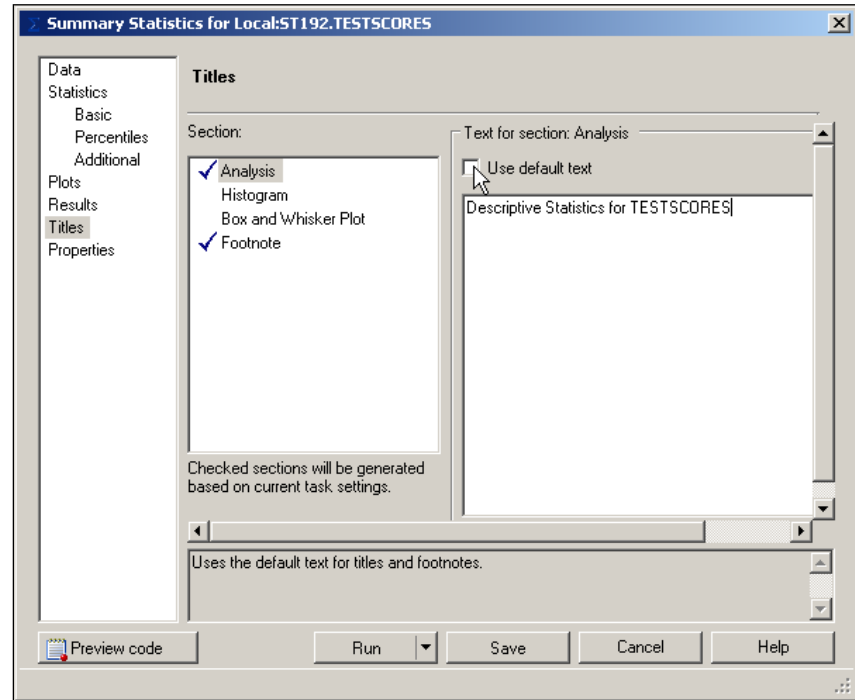 Summary Statistics for Local:ST192.TESTSCORES
Data
Statistics
Basic
Percentiles
Additional
Plots
Results
Titles
Properties
Titles
Section:
Analysis
Histogram
Box and Whisker Plot
Footnote
Checked sections will be generated
based on current task settings.
Text for section: Analysis
Use default text
Descriptive Statistics for TESTSCORES
Uses the default text for titles and footnotes.
Preview code
Run
Save
Cancel
Help